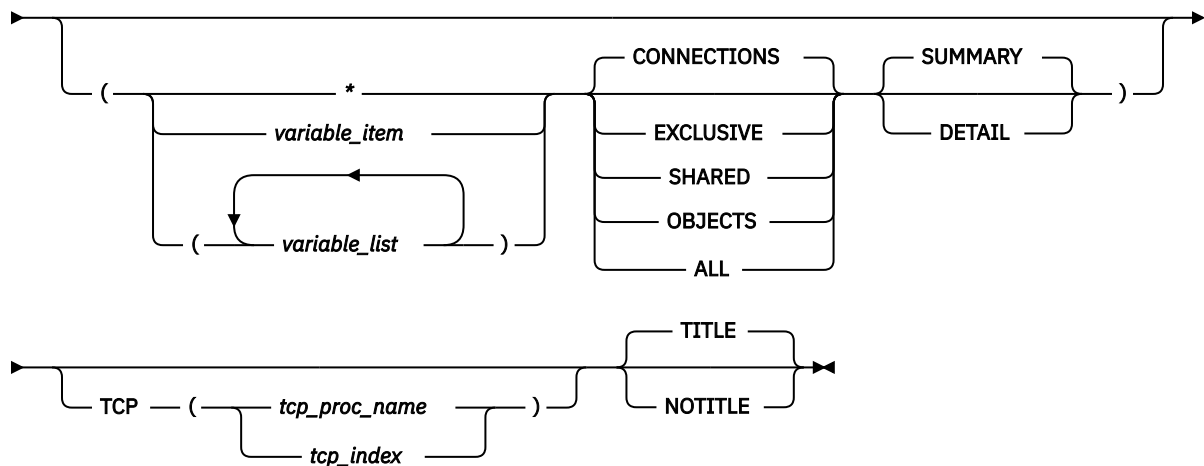 CONNECTIONS SUMMARY
( * )
variable_item EXCLUSIVE DETAIL
SHARED
OBJECTS
( variable_list )
ALL
TITLE
TCP ( tcp_proc_name ) NOTITLE
tcp_index